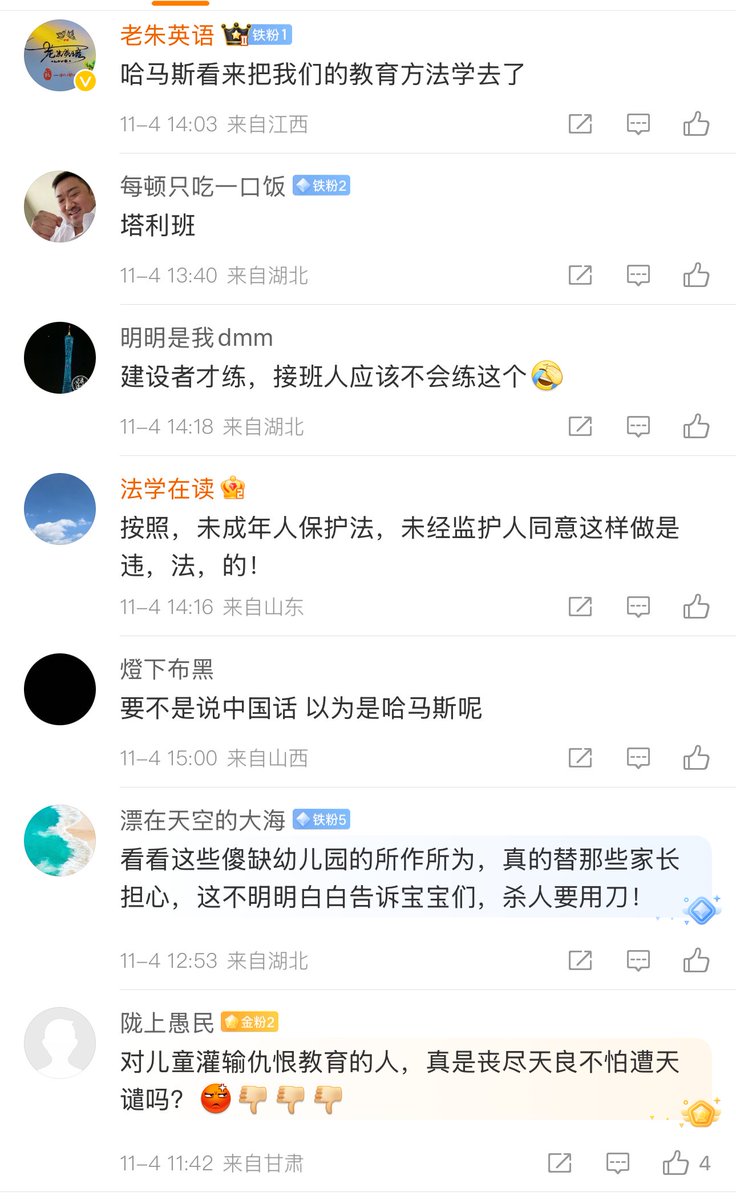 老朱英语 II 铁粉1
哈马斯看来把我们的教育方法学去了
11-4 14:03 来自江西
每顿只吃一口饭 铁粉2
塔利班
11-4 13:40 来自湖北
明明是我dmm
建设者才练，接班人应该不会练这个
11-4 14:18 来自湖北
法学在读
按照，未成年人保护法，未经监护人同意这样做是
违，法，的！
11-4 14:16 来自山东
燈下布黑
要不是说中国话 以为是哈马斯呢
11-4 15:00 来自山西
漂在天空的大海 铁粉5
看看这些傻缺幼儿园的所作所为，真的替那些家长
担心，这不明明白白告诉宝宝们，杀人要用刀！
11-4 12:53 来自湖北
陇上愚民 金粉2
对儿童灌输仇恨教育的人，真是丧尽天良不怕遭天
谴吗？
11-4 11:42 来自甘肃
4